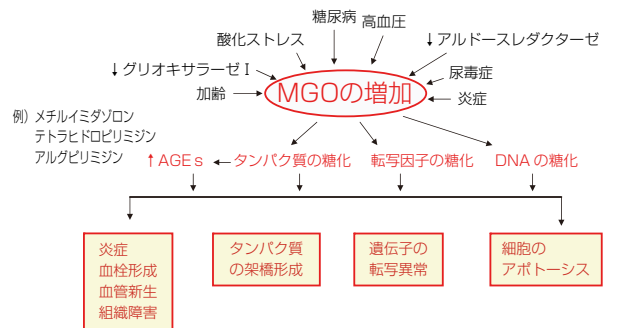 糖尿病
高血圧
酸化ストレス
↓アルドースレダクターゼ
↓グリオキサラーゼⅠ
尿毒症
加齢
MGOの増加
炎症
例）メチルイミダゾロン
テトラヒドロピリミジン
アルグピリミジン
↑AGEs
タンパク質の糖化
転写因子の糖化
DNAの糖化
炎症
血栓形成
血管新生
組織障害
タンパク質
の架橋形成
遺伝子の
転写異常
細胞の
アポトーシス